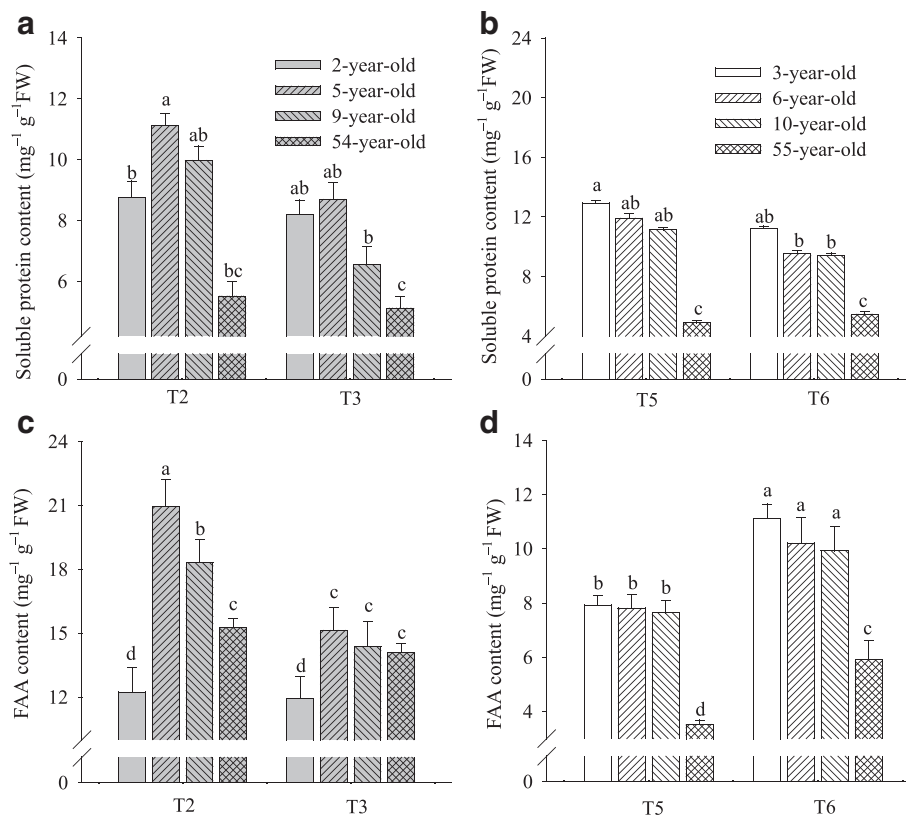 a
Soluble protein content (mg⁻¹ g⁻¹FW)
14
12
10
8
6
0
2-year-old
5-year-old
9-year-old
54-year-old
b
a
ab
bc
ab
ab
b
c
T2
T3
b
Soluble protein content (mg⁻¹ g⁻¹FW)
24
20
16
12
8
4
0
3-year-old
6-year-old
10-year-old
55-year-old
a
ab
ab
c
ab
b
b
c
T5
T6
c
FAA content (mg⁻¹ g⁻¹ FW)
24
21
18
15
12
0
d
a
b
c
d
c
c
c
T2
T3
d
FAA content (mg⁻¹ g⁻¹ FW)
14
12
10
8
6
4
0
b
b
b
d
a
a
a
c
T5
T6